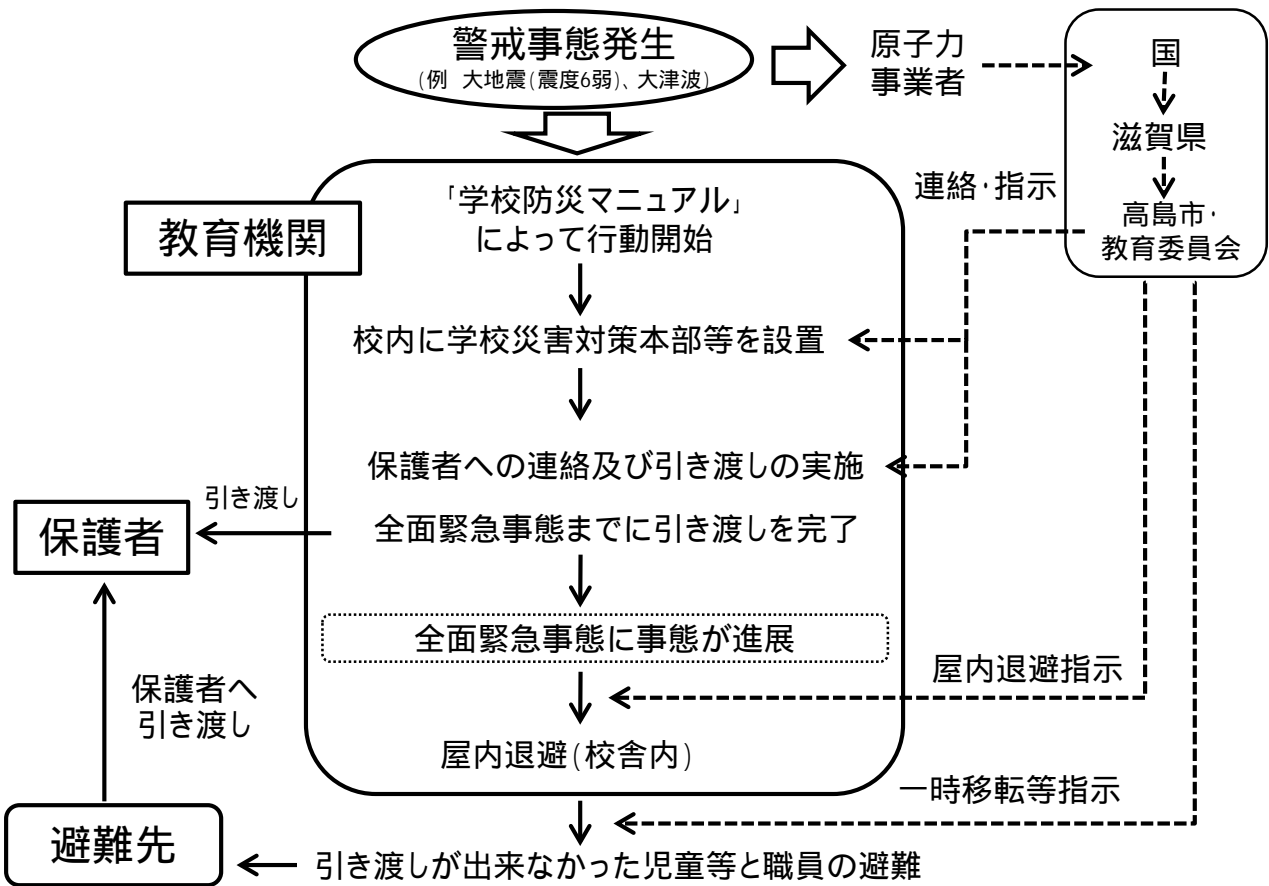 警戒事態発生
(例 大地震(震度6弱)、大津波)
原子力
事業者
国
滋賀県
高島市・
教育委員会
連絡・指示
教育機関
「学校防災マニュアル」
によって行動開始
校内に学校災害対策本部等を設置
保護者への連絡及び引き渡しの実施
引き渡し
保護者
全面緊急事態までに引き渡しを完了
全面緊急事態に事態が進展
屋内退避指示
保護者へ
引き渡し
屋内退避(校舎内)
一時移転等指示
避難先
引き渡しが出来なかった児童等と職員の避難